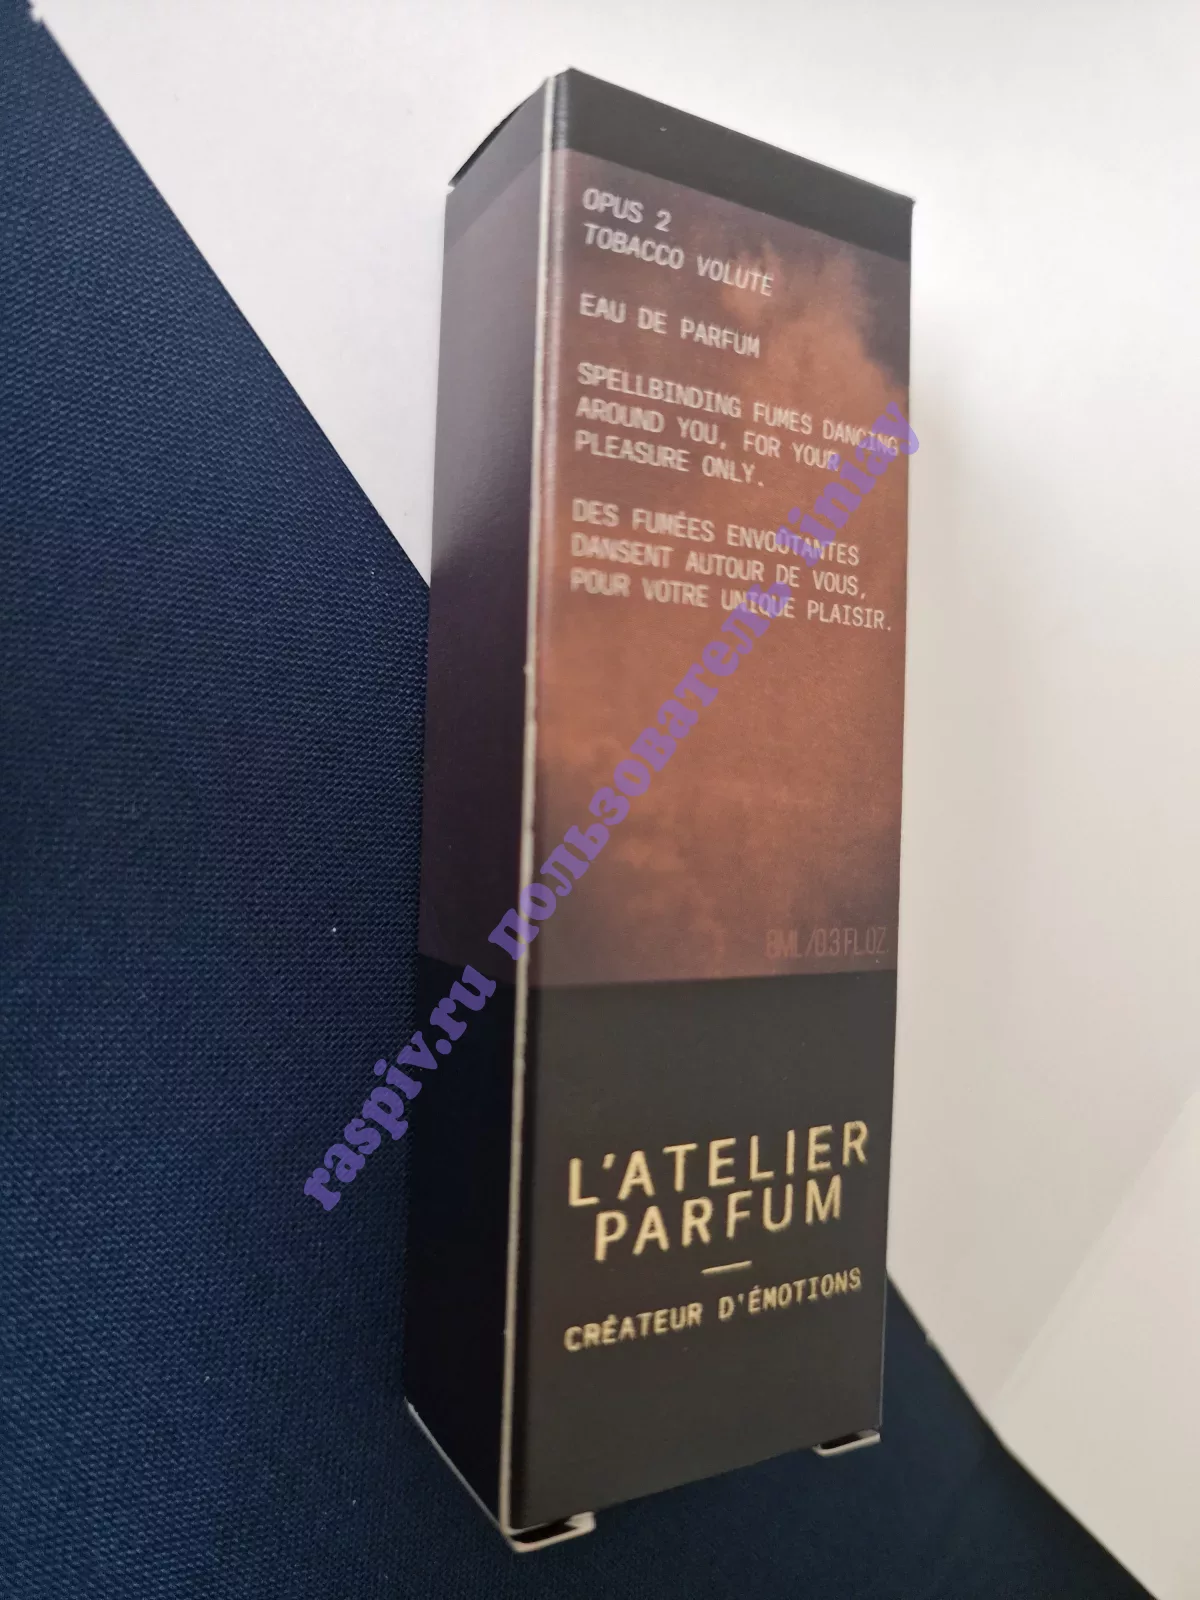 OPUS 2
TOBACCO VOLUTE
EAU DE PARFUM
SPELLBINDING FUMES DANCING
AROUND YOU, FOR YOUR
PLEASURE ONLY.
DES FUMÉES ENVOÛTANTES
DANSENT AUTOUR DE VOUS,
POUR VOTRE UNIQUE PLAISIR.
8ML/0.3 FL.OZ.
L'ATELIER
PARFUM
CRÉATEUR D'ÉMOTIONS
raspiv.ru пользователь iiniay